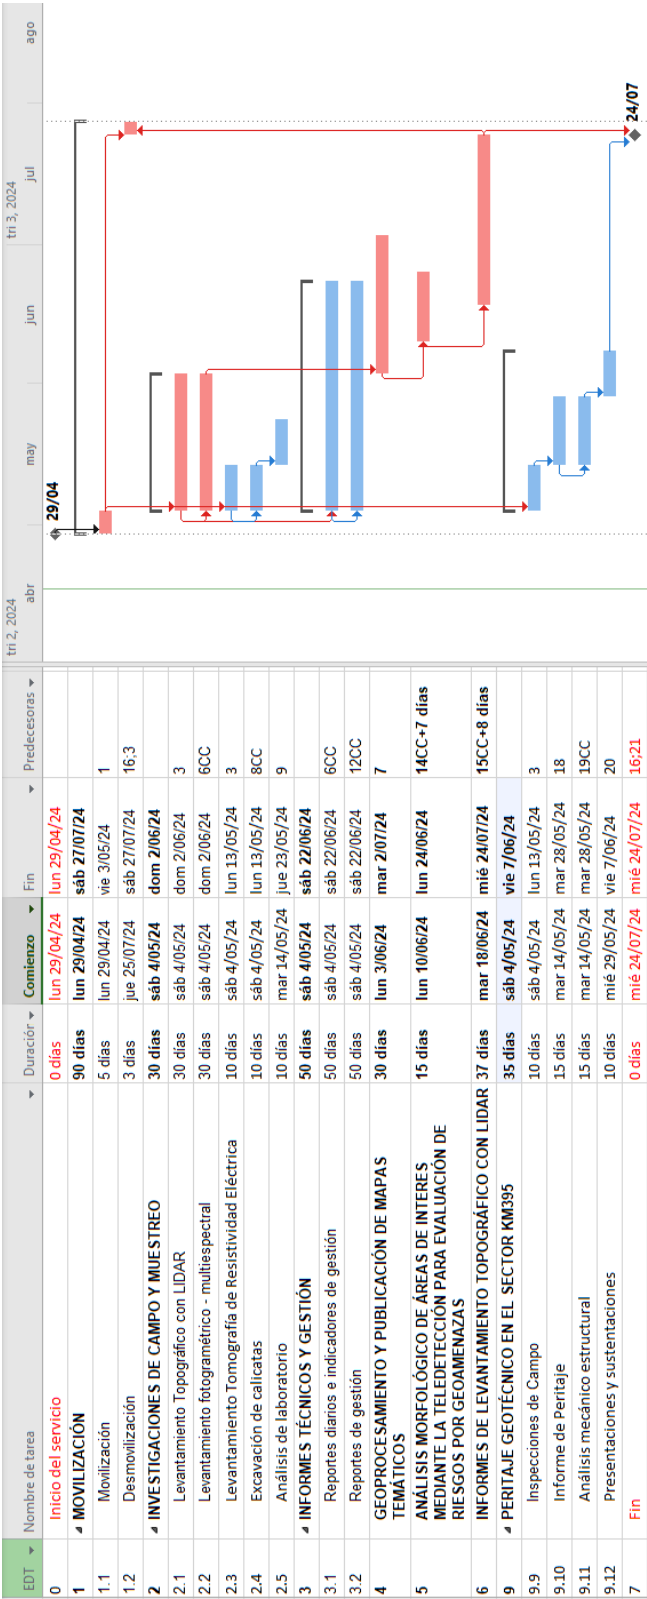 EDT Nombre de tarea Duración Comienzo Fin Predecesoras
tri 2, 2024 tri 3, 2024
abr may jun jul ago
0 Inicio del servicio 0 días lun 29/04/24 lun 29/04/24
29/04
1 MOVILIZACIÓN 90 días lun 29/04/24 sáb 27/07/24
1.1 Movilización 5 días lun 29/04/24 vie 3/05/24 1
1.2 Desmovilización 3 días jue 25/07/24 sáb 27/07/24 16;3
2 INVESTIGACIONES DE CAMPO Y MUESTREO 30 días sáb 4/05/24 dom 2/06/24
2.1 Levantamiento Topográfico con LIDAR 30 días sáb 4/05/24 dom 2/06/24 3
2.2 Levantamiento fotogramétrico - multiespectral 30 días sáb 4/05/24 dom 2/06/24 6CC
2.3 Levantamiento Tomografía de Resistividad Eléctrica 10 días sáb 4/05/24 lun 13/05/24 3
2.4 Excavación de calicatas 10 días sáb 4/05/24 lun 13/05/24 8CC
2.5 Análisis de laboratorio 10 días mar 14/05/24 jue 23/05/24 9
3 INFORMES TÉCNICOS Y GESTIÓN 50 días sáb 4/05/24 sáb 22/06/24
3.1 Reportes diarios e indicadores de gestión 50 días sáb 4/05/24 sáb 22/06/24 6CC
3.2 Reportes de gestión 50 días sáb 4/05/24 sáb 22/06/24 12CC
4 GEOPROCESAMIENTO Y PUBLICACIÓN DE MAPAS 30 días lun 3/06/24 mar 2/07/24 7
TEMÁTICOS
5 ANÁLISIS MORFOLÓGICO DE ÁREAS DE INTERES 15 días lun 10/06/24 lun 24/06/24 14CC+7 días
MEDIANTE LA TELEDETECCIÓN PARA EVALUACIÓN DE
RIESGOS POR GEOAMENAZAS
6 INFORMES DE LEVANTAMIENTO TOPOGRÁFICO CON LIDAR 37 días mar 18/06/24 mié 24/07/24 15CC+8 días
9 PERITAJE GEOTÉCNICO EN EL SECTOR KM395 35 días sáb 4/05/24 vie 7/06/24
9.9 Inspecciones de Campo 10 días sáb 4/05/24 lun 13/05/24 3
9.10 Informe de Peritaje 15 días mar 14/05/24 mar 28/05/24 18
9.11 Análisis mecánico estructural 15 días mar 14/05/24 mar 28/05/24 19CC
9.12 Presentaciones y sustentaciones 10 días mié 29/05/24 vie 7/06/24 20
7 Fin 0 días mié 24/07/24 mié 24/07/24 16;21
24/07